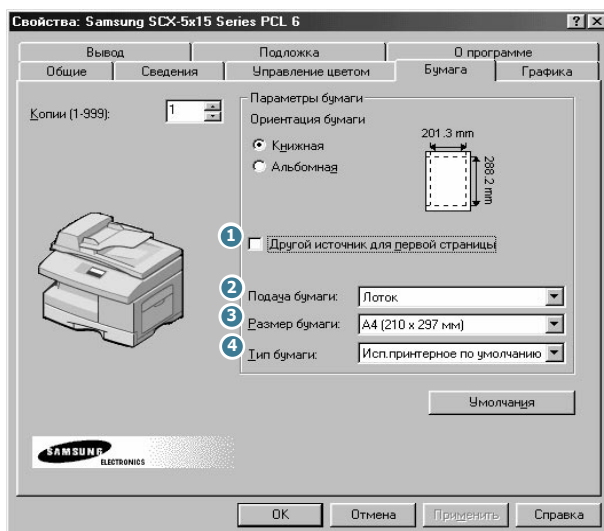 Свойства: Samsung SCX-5x15 Series PCL 6
Вывод Подложка О программе
Общие Сведения Управление цветом Бумага Графика
Копии (1-999): 1
Параметры бумаги
Ориентация бумаги
Книжная
Альбомная
201.3 mm
288.2 mm
1 Другой источник для первой страницы
2 Подача бумаги: Лоток
3 Размер бумаги: A4 (210 x 297 мм)
4 Тип бумаги: Исп.принтерное по умолчанию
Умолчания
SAMSUNG
ELECTRONICS
OK Отмена Применить Справка